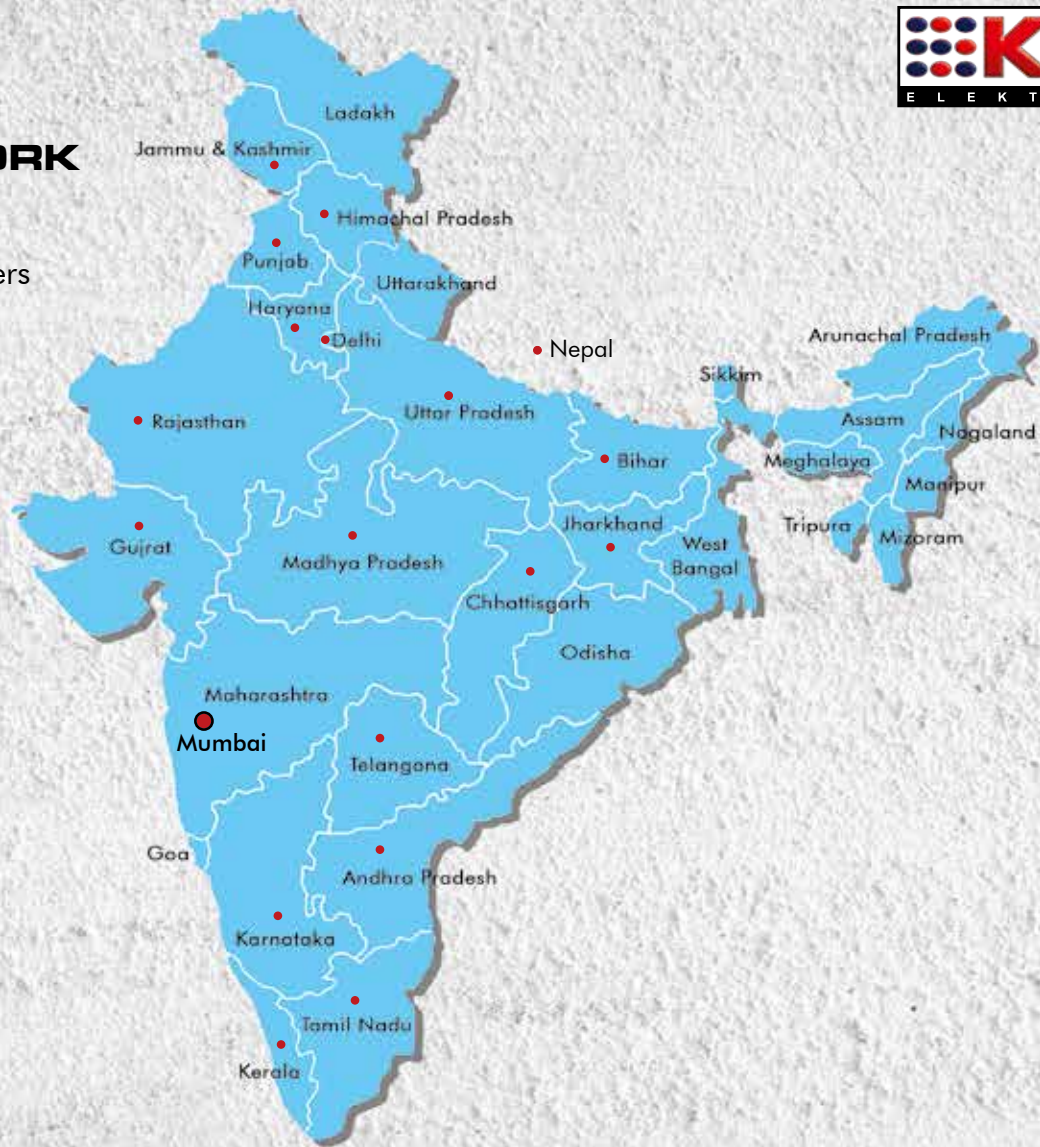 K
E L E K T
ORK
ers
Ladakh
Jammu & Kashmir
Himachal Pradesh
Punjab
Uttarakhand
Haryana
Delhi
Nepal
Arunachal Pradesh
Sikkim
Rajasthan
Uttar Pradesh
Assam
Nagaland
Bihar
Meghalaya
Manipur
Jharkhand
Tripura
Mizoram
Gujrat
Madhya Pradesh
West
Bangal
Chhattisgarh
Odisha
Maharashtra
Mumbai
Telangona
Goa
Andhra Pradesh
Karnataka
Tamil Nadu
Kerala